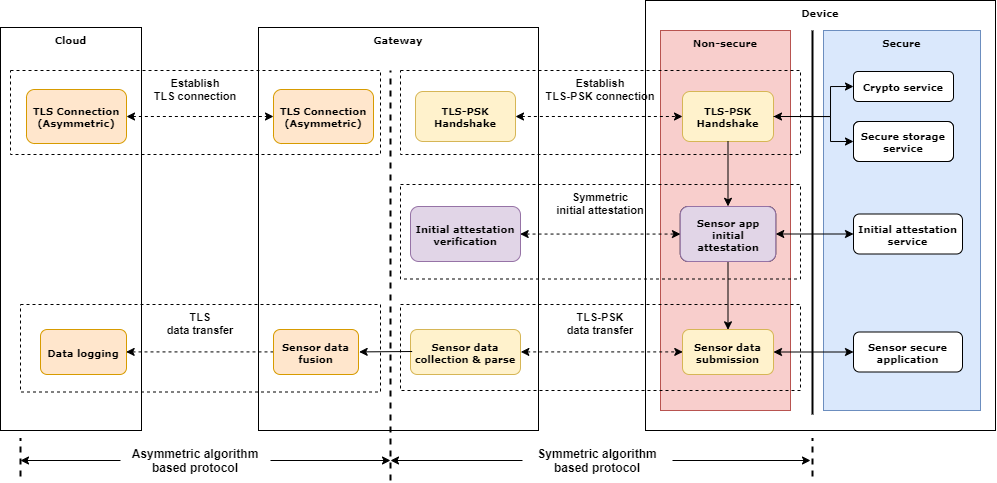 Device
Cloud
Gateway
Non-secure
Secure
Establish
TLS connection
Establish
TLS-PSK connection
TLS Connection
(Asymmetric)
TLS Connection
(Asymmetric)
TLS-PSK
Handshake
TLS-PSK
Handshake
Crypto service
Secure storage
service
Symmetric
initial attestation
Initial attestation
verification
Sensor app
initial
attestation
Initial attestation
service
TLS
data transfer
TLS-PSK
data transfer
Data logging
Sensor data
fusion
Sensor data
collection & parse
Sensor data
submission
Sensor secure
application
Asymmetric algorithm
based protocol
Symmetric algorithm
based protocol